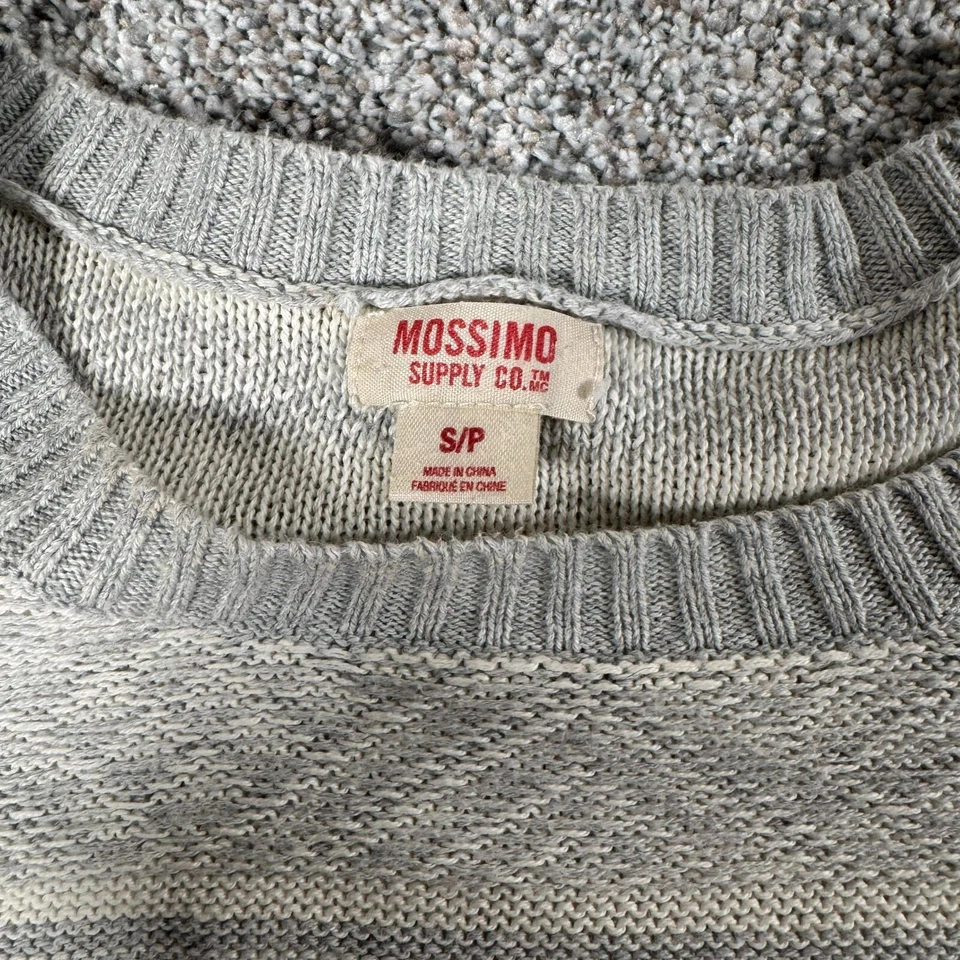 MOSSIMO
SUPPLY CO.™ MC
S/P
MADE IN CHINA
FABRIQUÉ EN CHINE